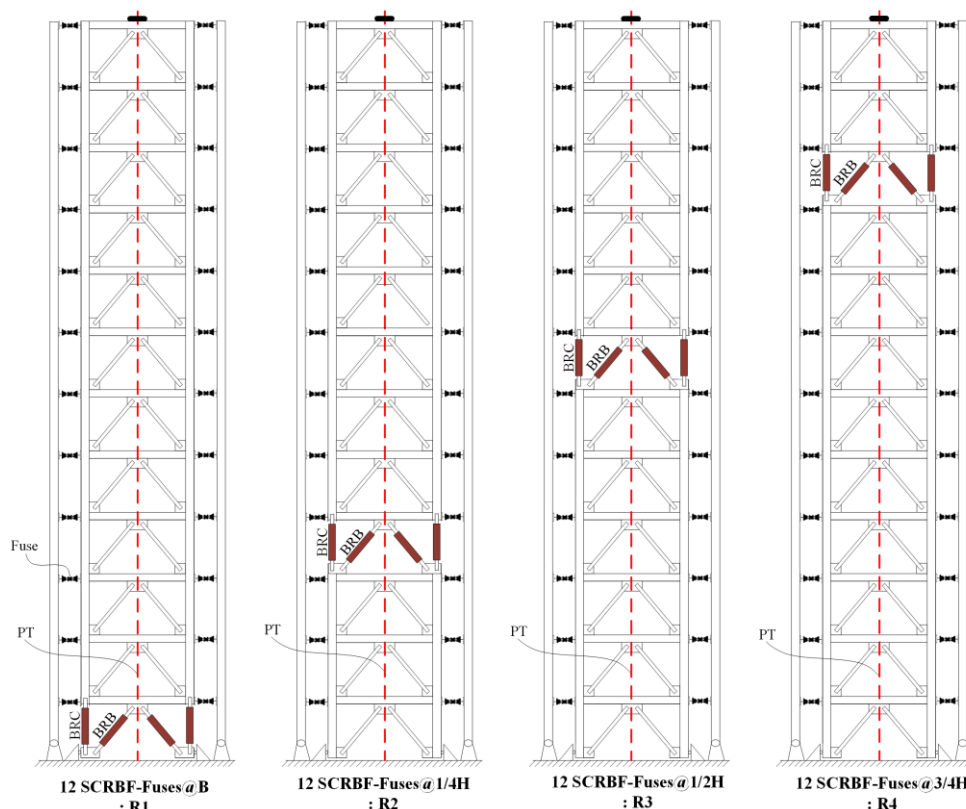 BRC
BRB
BRC
BRB
BRC
BRB
Fuse
PT
PT
PT
PT
BRC
BRB
12 SCRBF-Fuses@B
: R1
12 SCRBF-Fuses@1/4H
: R2
12 SCRBF-Fuses@1/2H
: R3
12 SCRBF-Fuses@3/4H
: R4